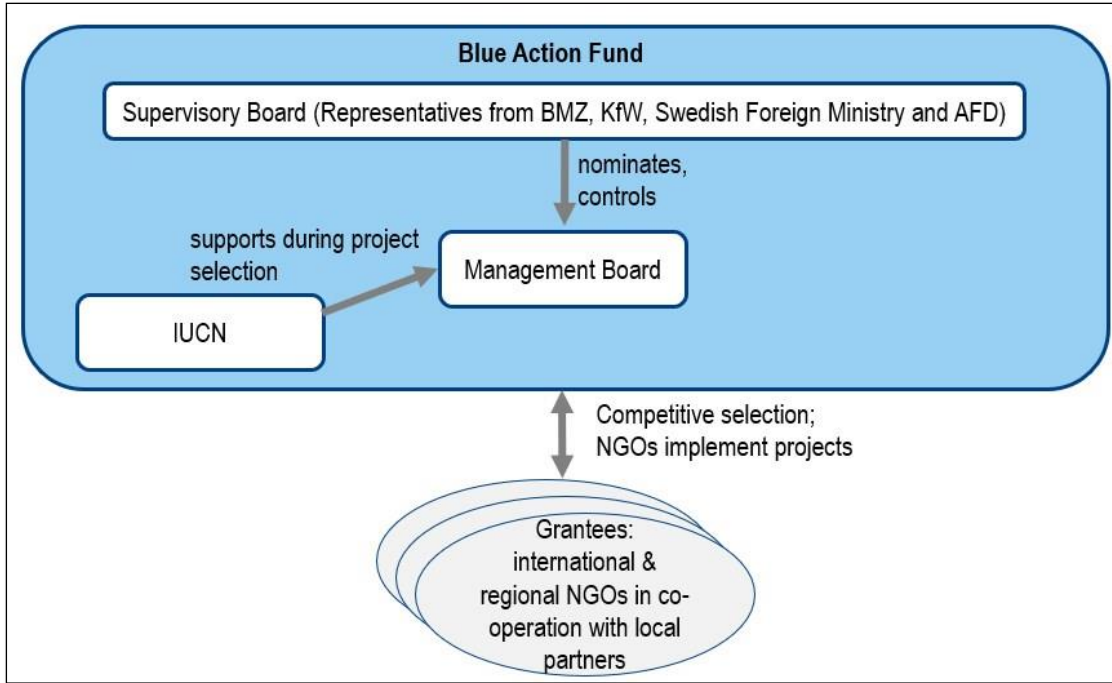 Blue Action Fund
Supervisory Board (Representatives from BMZ, KfW, Swedish Foreign Ministry and AFD)
nominates,
controls
supports during project
selection
Management Board
IUCN
Competitive selection;
NGOs implement projects
Grantees:
international &
regional NGOs in co-
operation with local
partners